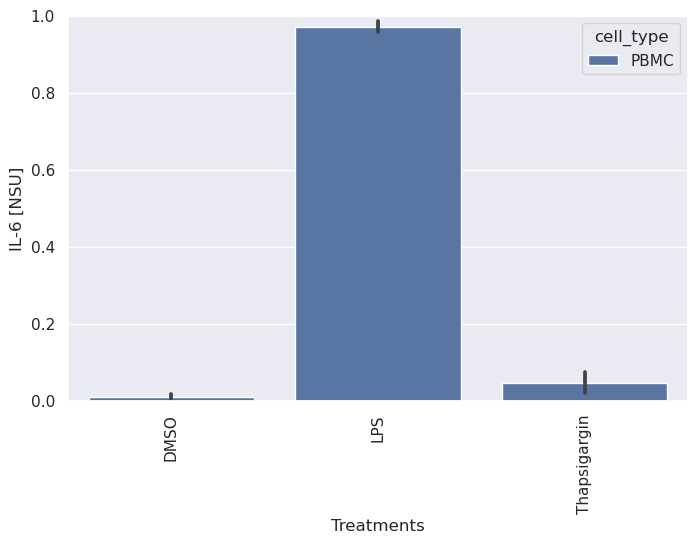 1.0
0.8
0.6
0.4
0.2
0.0
IL-6 [NSU]
cell_type
PBMC
DMSO
LPS
Thapsigargin
Treatments